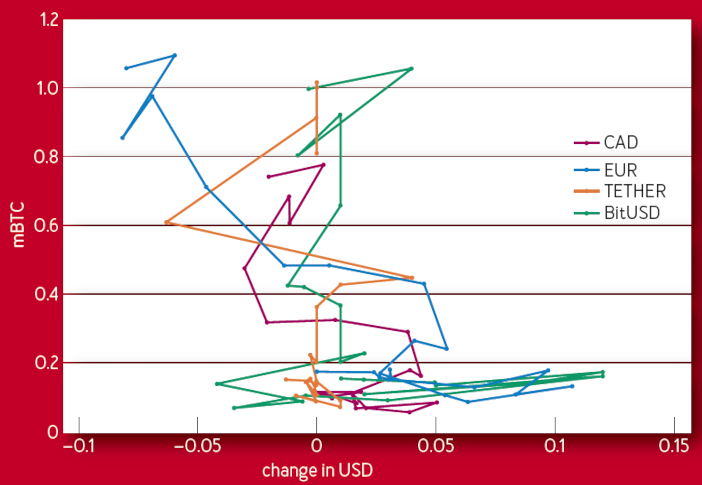 1.2
1.0
0.8
0.6
0.4
0.2
0
mBTC
CAD
EUR
TETHER
BitUSD
−0.1
−0.05
0
0.05
0.1
0.15
change in USD